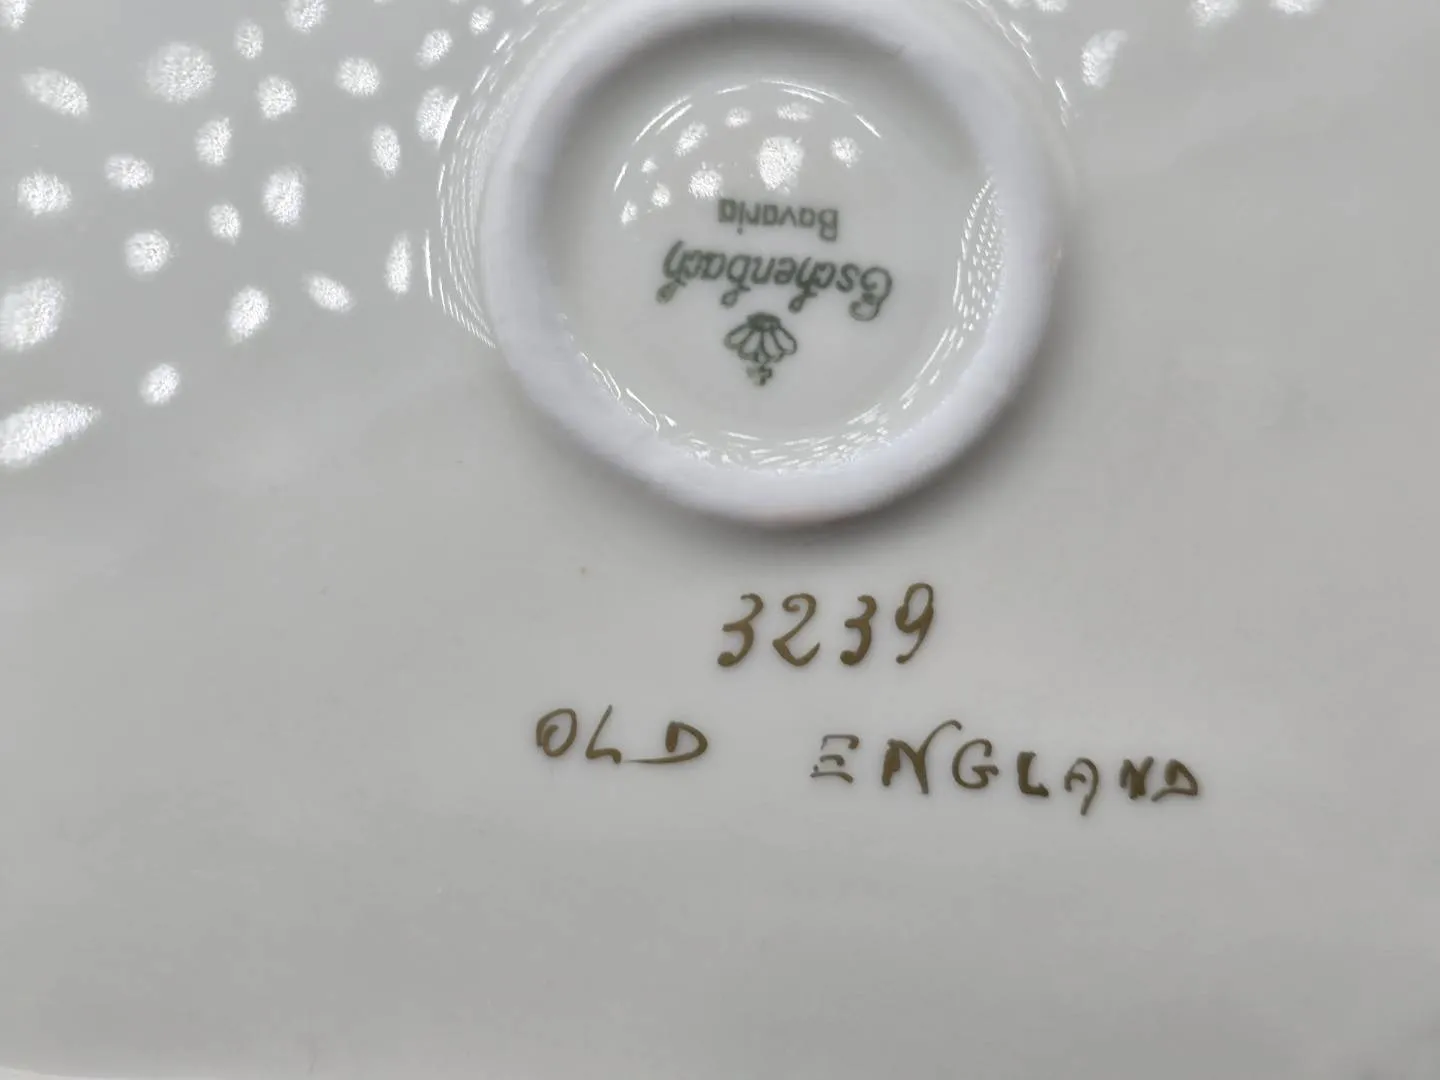 Eschenbach
Bavaria
3239
OLD ENGLAND